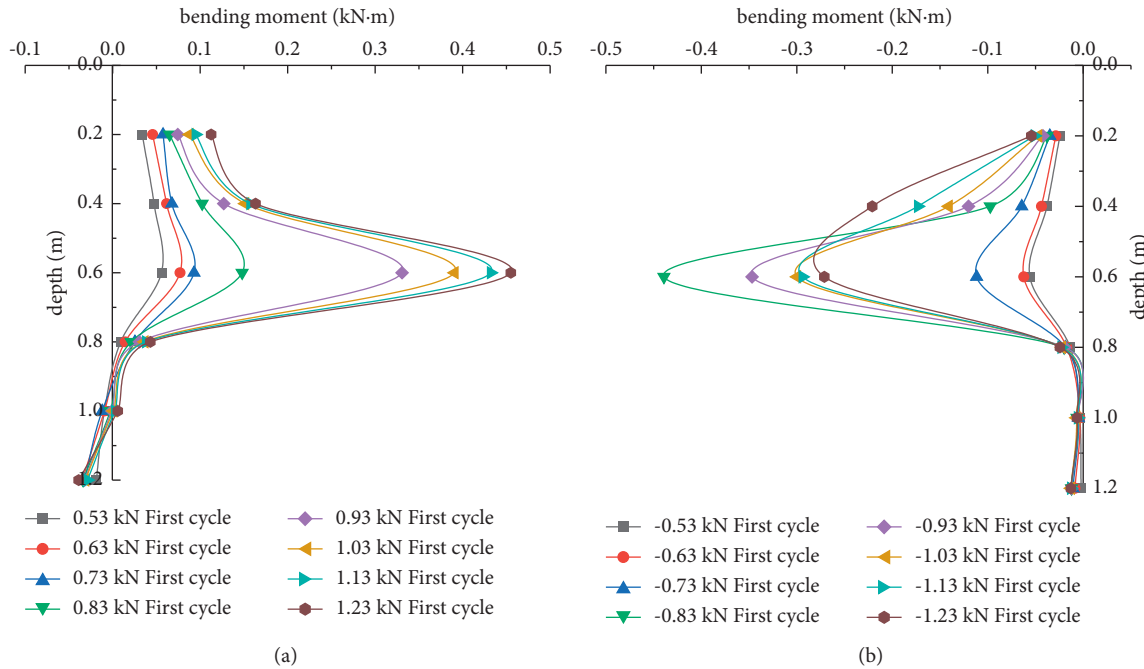 bending moment (kN·m)
-0.1 0.0 0.1 0.2 0.3 0.4 0.5
0.0
0.2
0.4
0.6
0.8
1.0
1.2
depth (m)
0.53 kN First cycle
0.63 kN First cycle
0.73 kN First cycle
0.83 kN First cycle
0.93 kN First cycle
1.03 kN First cycle
1.13 kN First cycle
1.23 kN First cycle
(a)
bending moment (kN·m)
-0.5 -0.4 -0.3 -0.2 -0.1 0.0
0.0
0.2
0.4
0.6
0.8
1.0
1.2
depth (m)
-0.53 kN First cycle
-0.63 kN First cycle
-0.73 kN First cycle
-0.83 kN First cycle
-0.93 kN First cycle
-1.03 kN First cycle
-1.13 kN First cycle
-1.23 kN First cycle
(b)